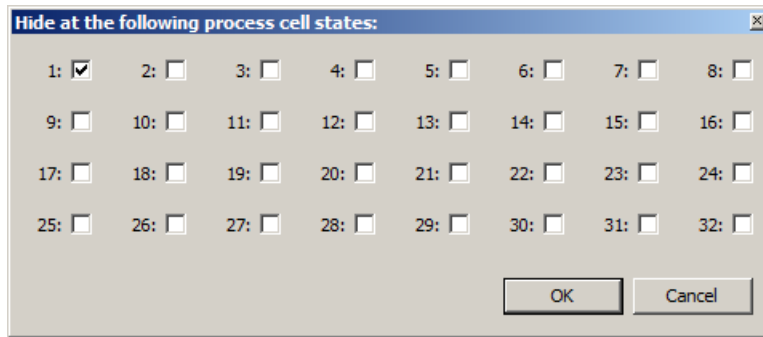 Hide at the following process cell states:
1: 2: 3: 4: 5: 6: 7: 8:
9: 10: 11: 12: 13: 14: 15: 16:
17: 18: 19: 20: 21: 22: 23: 24:
25: 26: 27: 28: 29: 30: 31: 32:
OK Cancel